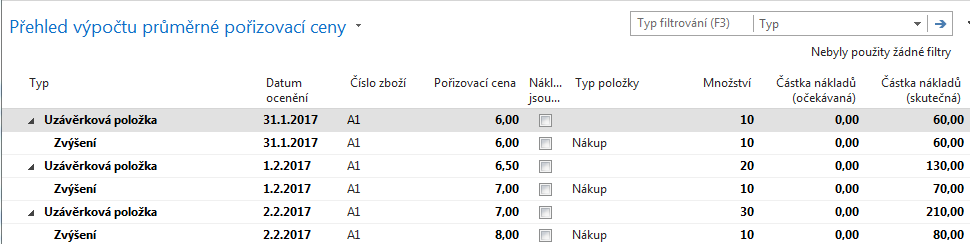 Přehled výpočtu průměrné pořizovací ceny
Typ filtrování (F3) Typ
Nebyly použity žádné filtry
Typ Datum ocenění Číslo zboží Pořizovací cena Nákl... jsou... Typ položky Množství Částka nákladů (očekávaná) Částka nákladů (skutečná)
Uzávěrková položka 31.1.2017 A1 6,00 10 0,00 60,00
Zvýšení 31.1.2017 A1 6,00 Nákup 10 0,00 60,00
Uzávěrková položka 1.2.2017 A1 6,50 20 0,00 130,00
Zvýšení 1.2.2017 A1 7,00 Nákup 10 0,00 70,00
Uzávěrková položka 2.2.2017 A1 7,00 30 0,00 210,00
Zvýšení 2.2.2017 A1 8,00 Nákup 10 0,00 80,00